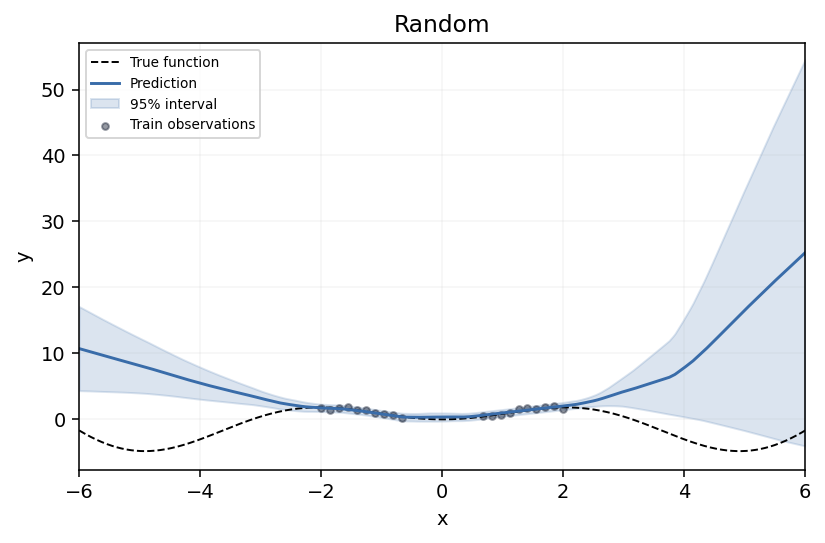 Random
True function
Prediction
95% interval
Train observations
y
50
40
30
20
10
0
−6
−4
−2
0
2
4
6
x